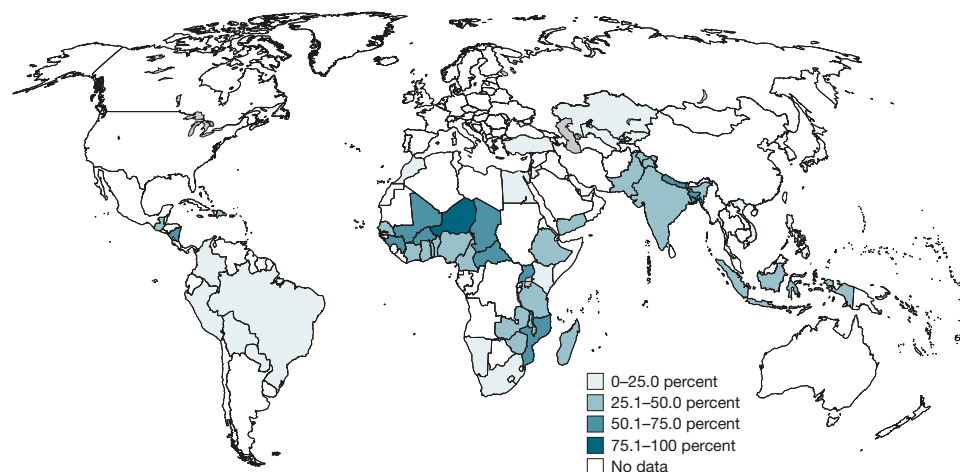 0–25.0 percent
25.1–50.0 percent
50.1–75.0 percent
75.1–100 percent
No data